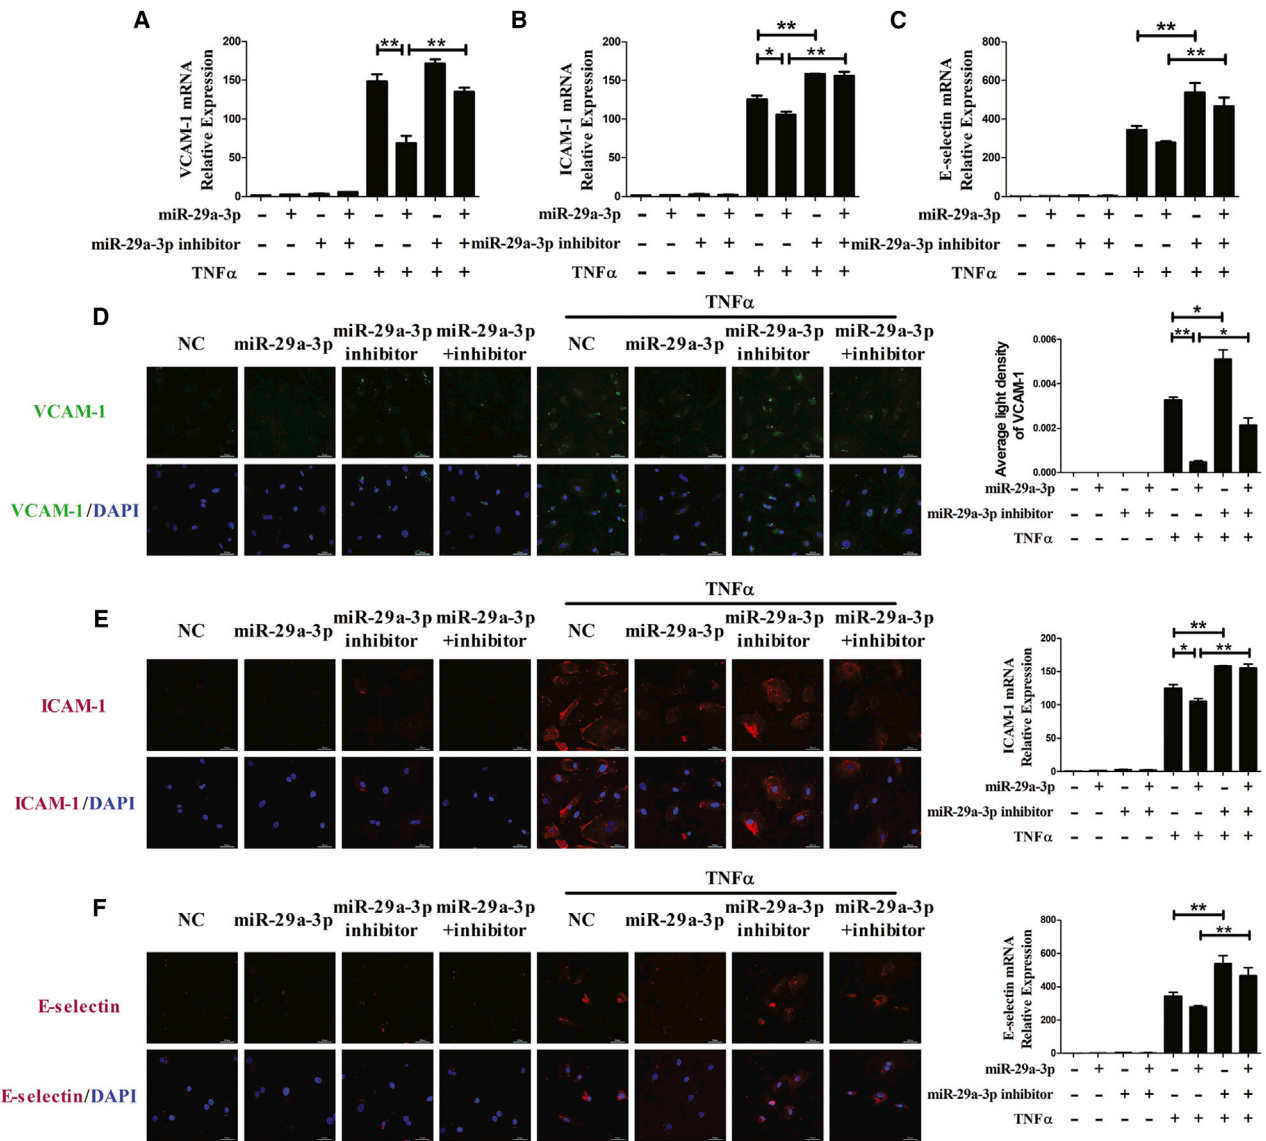 A
B
C
VCAM-1 mRNA
Relative Expression
200
150
100
50
0
** **
ICAM-1 mRNA
Relative Expression
200
150
100
50
0
**
* **
E-selectin mRNA
Relative Expression
800
600
400
200
0
**
**
miR-29a-3p - + - + - + - +
miR-29a-3p inhibitor - - + + - - + +
TNFα - - - - + + + +
miR-29a-3p - + - + - + - +
miR-29a-3p inhibitor - - + + - - + +
TNFα - - - - + + + +
miR-29a-3p - + - + - + - +
miR-29a-3p inhibitor - - + + - - + +
TNFα - - - - + + + +
D
TNFα
NC miR-29a-3p miR-29a-3p inhibitor miR-29a-3p +inhibitor NC miR-29a-3p miR-29a-3p inhibitor miR-29a-3p +inhibitor
VCAM-1
VCAM-1/DAPI
Average light density
of VCAM-1
0.006
0.004
0.002
0.000
*
** *
miR-29a-3p - + - + - + - +
miR-29a-3p inhibitor - - + + - - + +
TNFα - - - - + + + +
E
TNFα
NC miR-29a-3p miR-29a-3p inhibitor miR-29a-3p +inhibitor NC miR-29a-3p miR-29a-3p inhibitor miR-29a-3p +inhibitor
ICAM-1
ICAM-1/DAPI
ICAM-1 mRNA
Relative Expression
200
150
100
50
0
**
* **
miR-29a-3p - + - + - + - +
miR-29a-3p inhibitor - - + + - - + +
TNFα - - - - + + + +
F
TNFα
NC miR-29a-3p miR-29a-3p inhibitor miR-29a-3p +inhibitor NC miR-29a-3p miR-29a-3p inhibitor miR-29a-3p +inhibitor
E-selectin
E-selectin/DAPI
E-selectin mRNA
Relative Expression
800
600
400
200
0
**
**
miR-29a-3p - + - + - + - +
miR-29a-3p inhibitor - - + + - - + +
TNFα - - - - + + + +